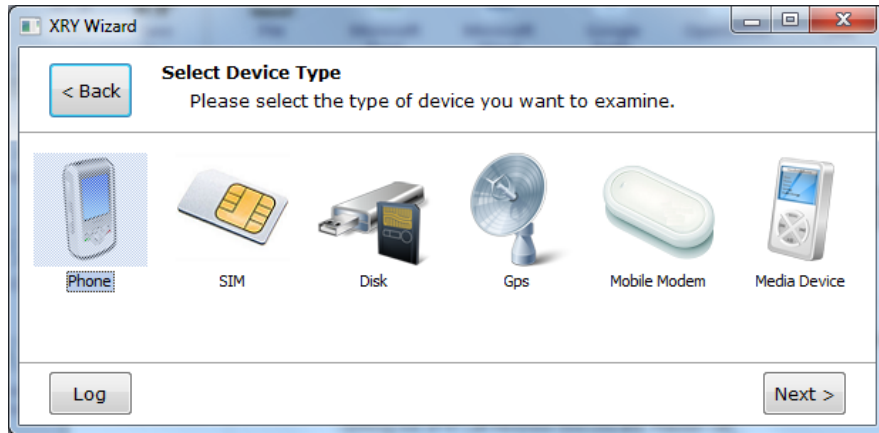 XRY Wizard
< Back
Select Device Type
Please select the type of device you want to examine.
Phone
SIM
Disk
Gps
Mobile Modem
Media Device
Log
Next >